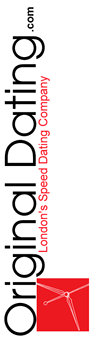 Original Dating.com
London's Speed Dating Company